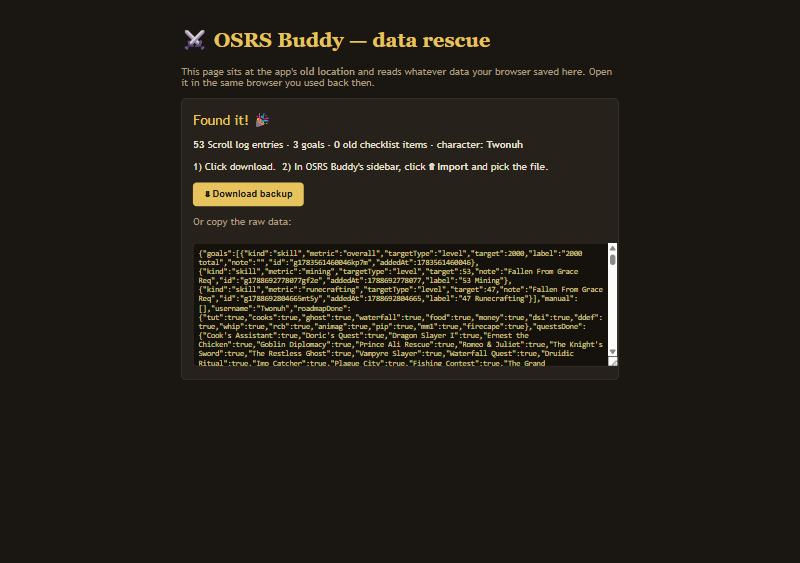 OSRS Buddy — data rescue
This page sits at the app's old location and reads whatever data your browser saved here. Open
it in the same browser you used back then.
Found it! 🎉
53 Scroll log entries · 3 goals · 0 old checklist items · character: Twonuh
1) Click download. 2) In OSRS Buddy's sidebar, click ⬆ Import and pick the file.
⬇ Download backup
Or copy the raw data:
{"goals":[{"kind":"skill","metric":"overall","targetType":"level","target":2000,"label":"2000
total","note":"","id":"g1783561460046kp7m","addedAt":1783561460046},
{"kind":"skill","metric":"mining","targetType":"level","target":53,"note":"Fallen From Grace
Req","id":"g1788692778077gf2e","addedAt":1788692778077,"label":"53 Mining"},
{"kind":"skill","metric":"runecrafting","targetType":"level","target":47,"note":"Fallen From Grace
Req","id":"g1788692804665mt5y","addedAt":1788692804665,"label":"47 Runecrafting"}],"manual":
[],"username":"Twonuh","roadmapDone":
{"tut":true,"cooks":true,"ghost":true,"waterfall":true,"food":true,"money":true,"dsi":true,"ddef":
true,"whip":true,"rcb":true,"animag":true,"pip":true,"mm1":true,"firecape":true},"questsDone":
{"Cook's Assistant":true,"Doric's Quest":true,"Dragon Slayer I":true,"Ernest the
Chicken":true,"Goblin Diplomacy":true,"Prince Ali Rescue":true,"Romeo & Juliet":true,"The Knight's
Sword":true,"The Restless Ghost":true,"Vampyre Slayer":true,"Waterfall Quest":true,"Druidic
Ritual":true,"Imp Catcher":true,"Plague City":true,"Fishing Contest":true,"The Grand